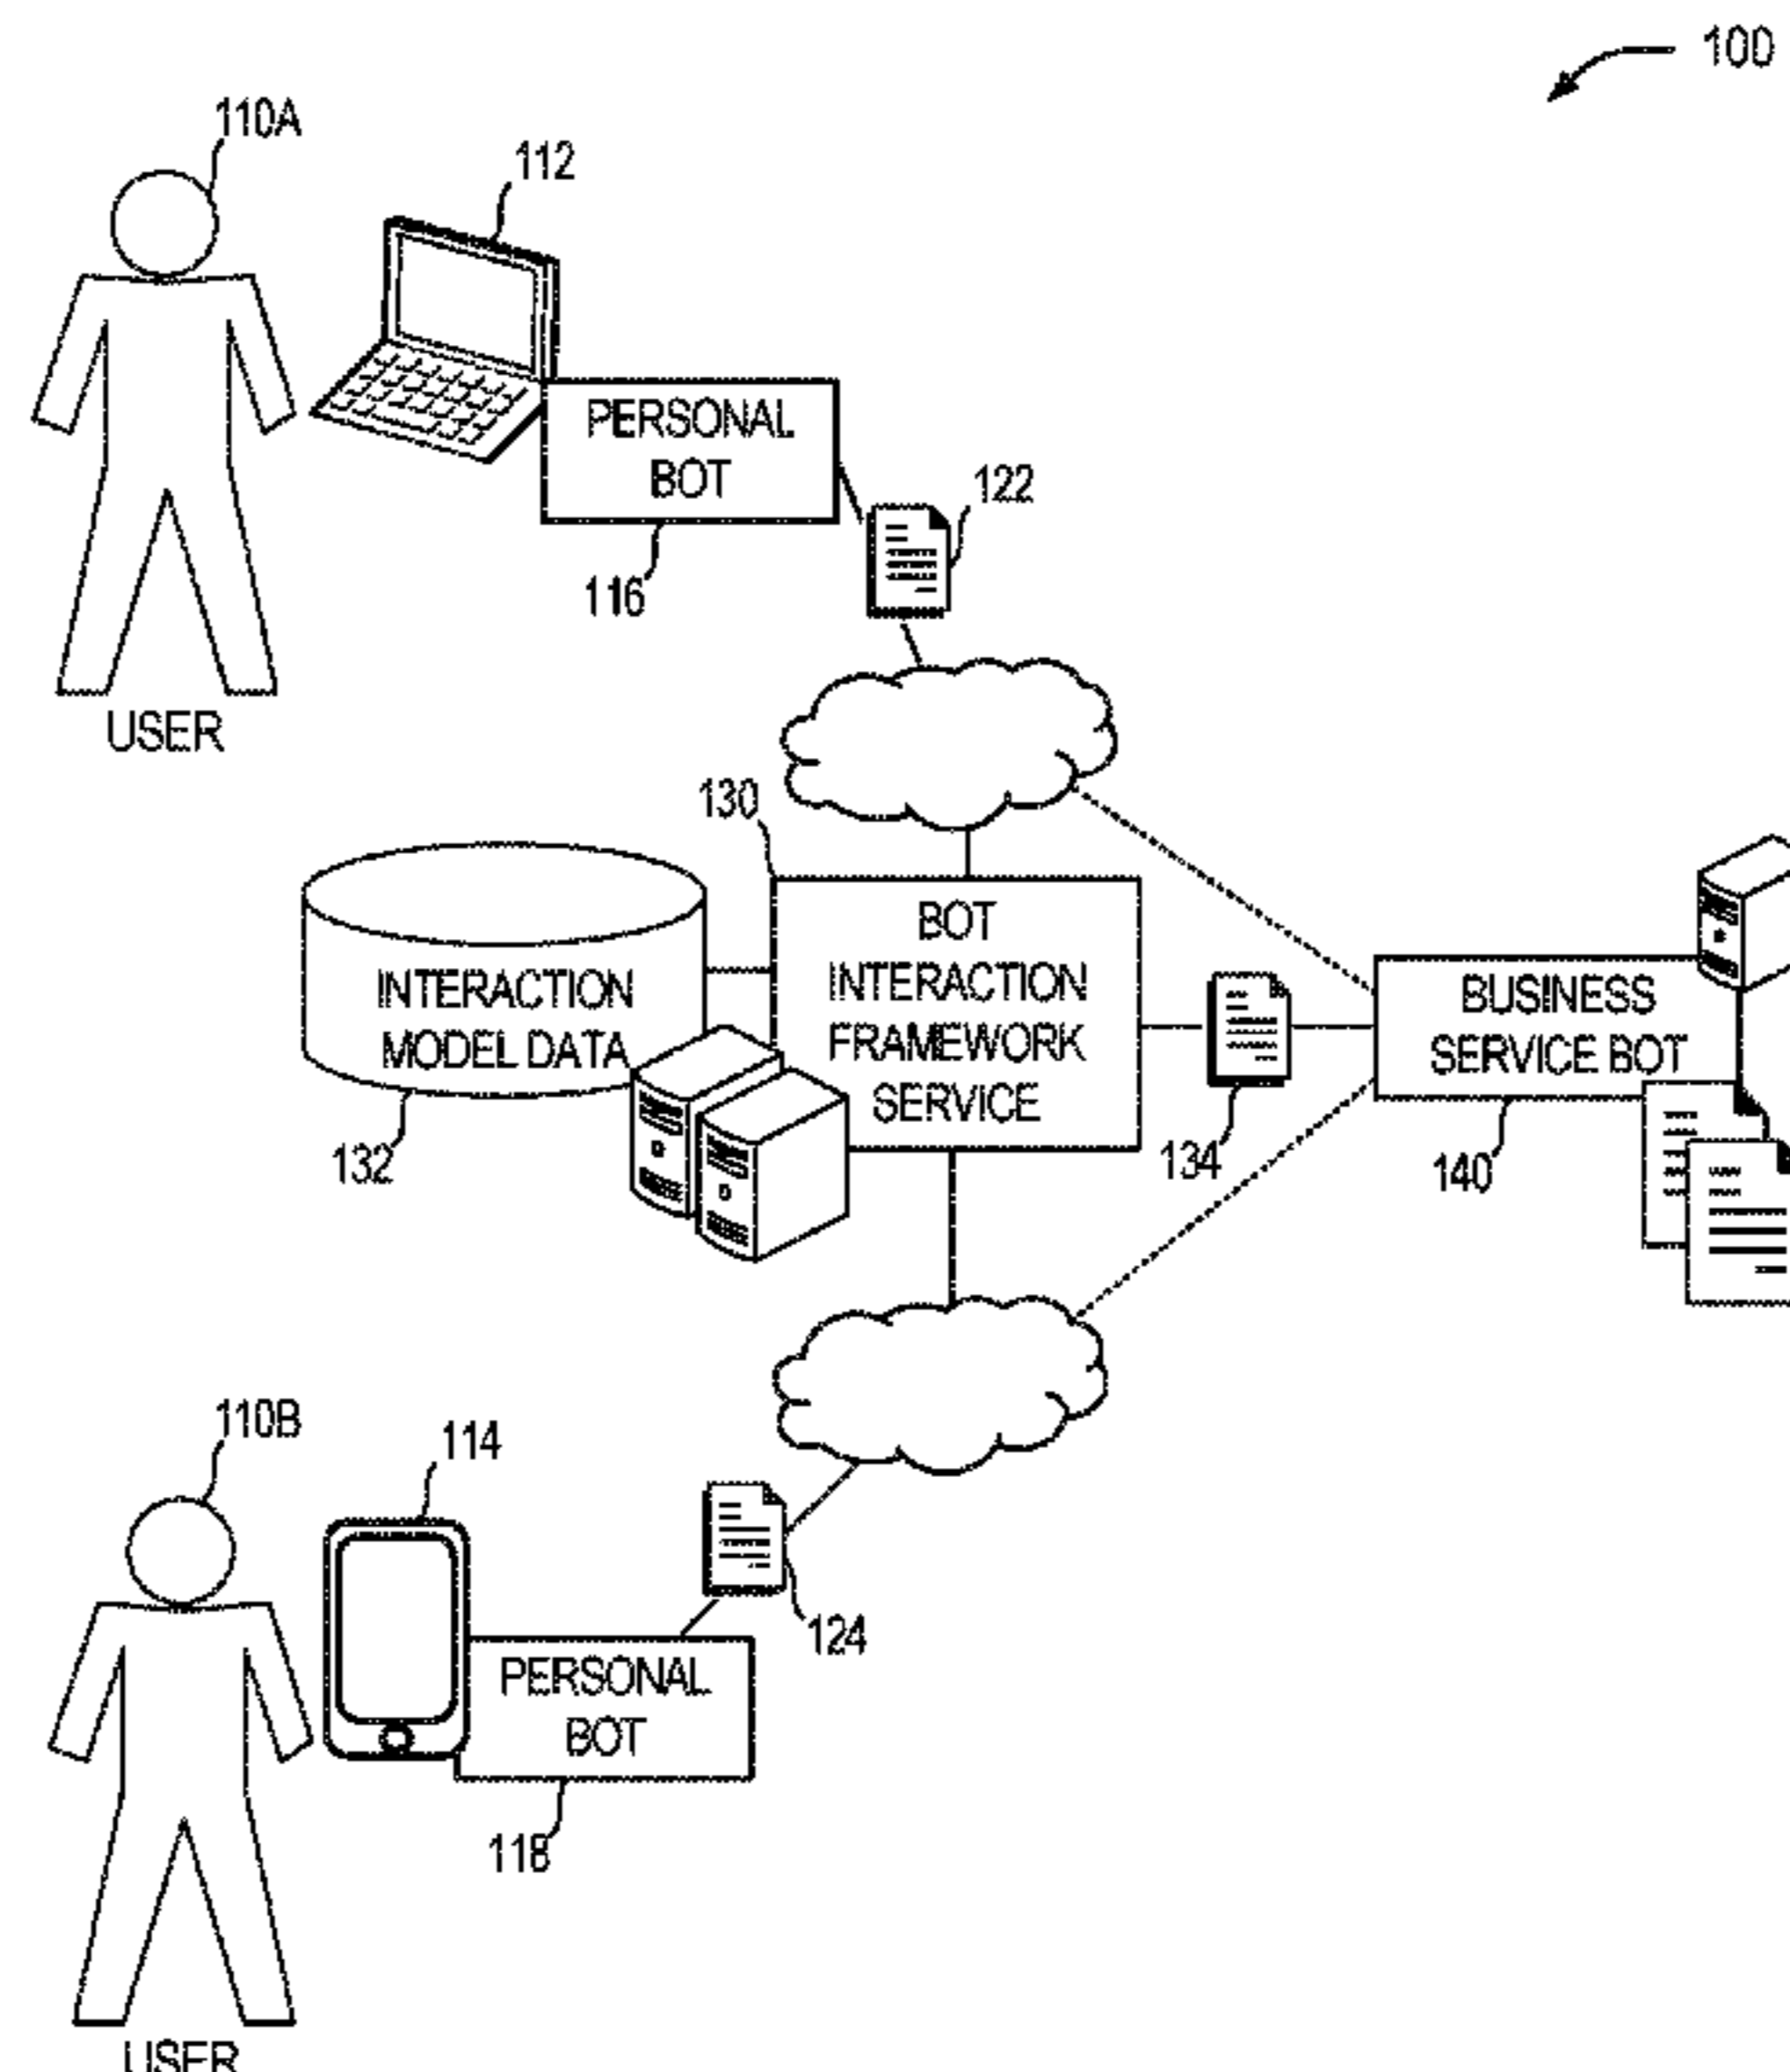 100
110A
112
PERSONAL
BOT
122
116
USER
130
BOT
INTERACTION
FRAMEWORK
SERVICE
INTERACTION
MODEL DATA
BUSINESS
SERVICE BOT
132
134
140
110B
114
124
PERSONAL
BOT
118
USER